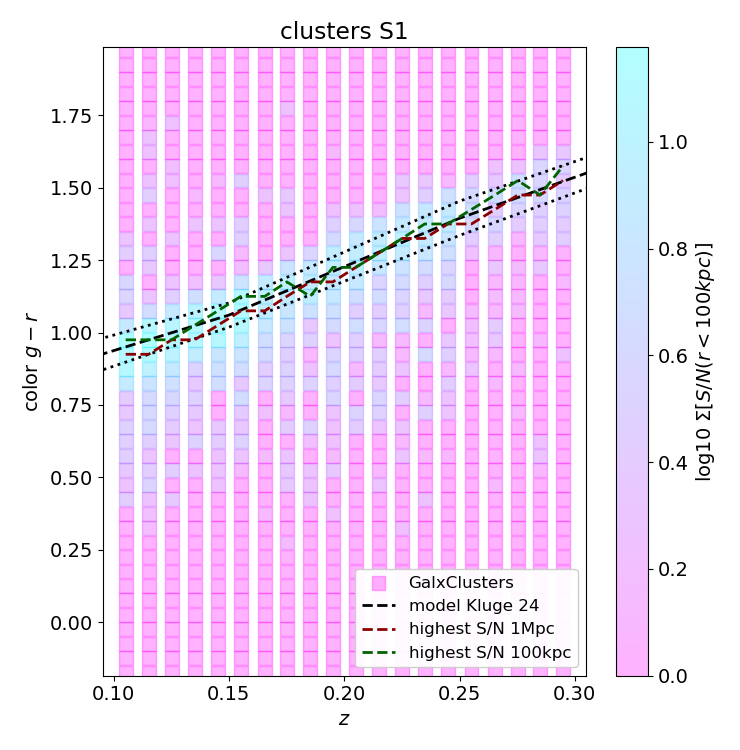 clusters S1
1.75
1.50
1.25
1.00
0.75
0.50
0.25
0.00
color g − r
0.10
0.15
0.20
0.25
0.30
z
GalxClusters
model Kluge 24
highest S/N 1Mpc
highest S/N 100kpc
1.0
0.8
0.6
0.4
0.2
0.0
log10 Σ[S/N(r < 100kpc)]